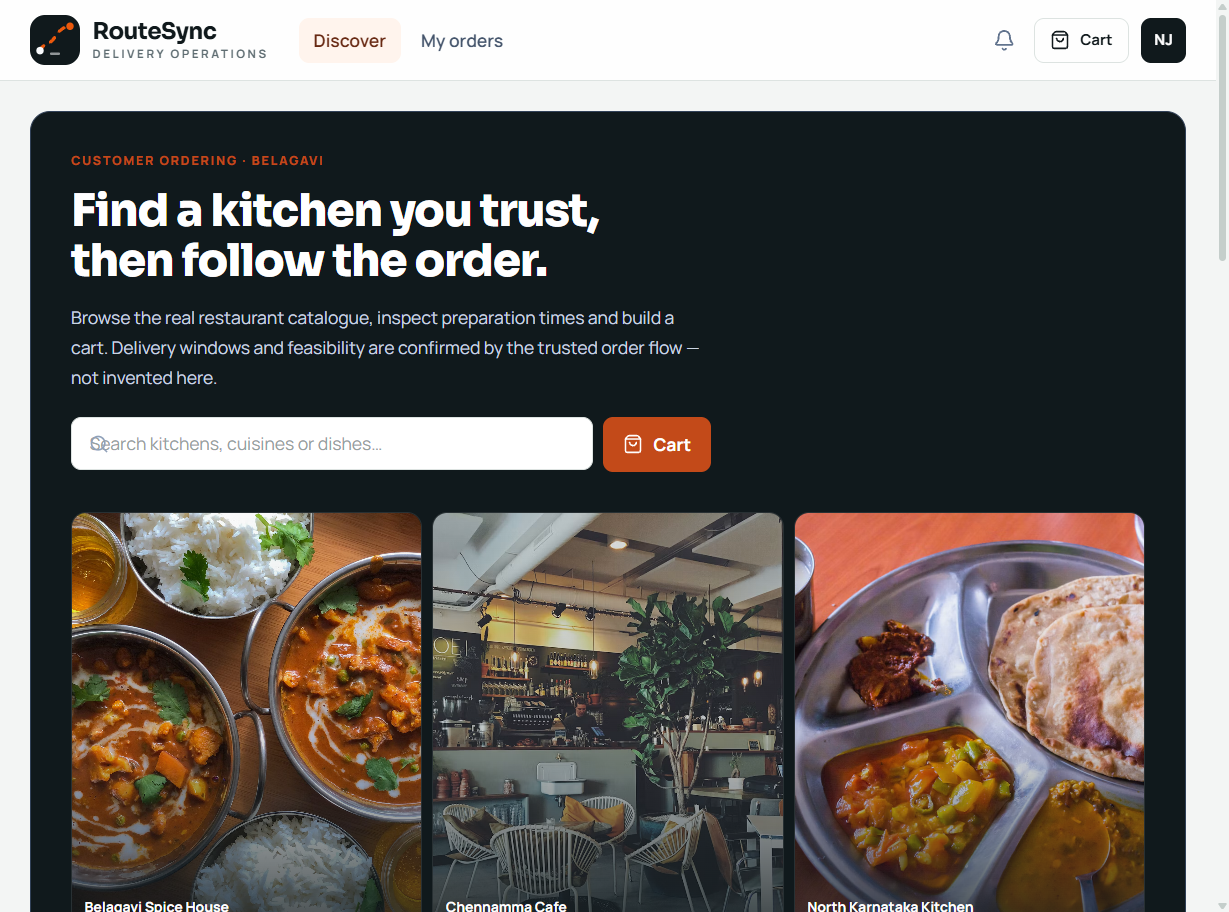 RouteSync
DELIVERY OPERATIONS
Discover
My orders
Cart
NJ
CUSTOMER ORDERING · BELAGAVI
Find a kitchen you trust,
then follow the order.
Browse the real restaurant catalogue, inspect preparation times and build a
cart. Delivery windows and feasibility are confirmed by the trusted order flow —
not invented here.
Search kitchens, cuisines or dishes...
Cart
Belagavi Spice House
Chennamma Cafe
North Karnataka Kitchen